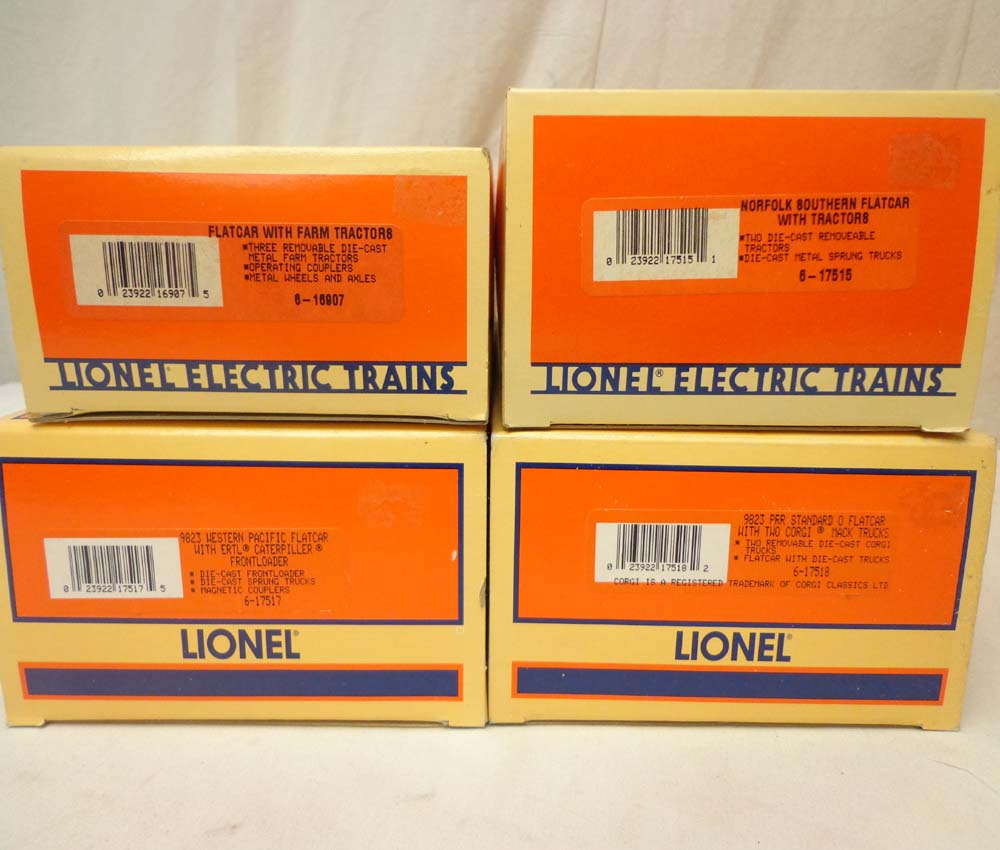 FLATCAR WITH FARM TRACTORS
■THREE REMOVABLE DIE-CAST
METAL FARM TRACTORS
■OPERATING COUPLERS
■METAL WHEELS AND AXLES
6-16907
0 23922 16907 5
LIONEL® ELECTRIC TRAINS
NORFOLK SOUTHERN FLATCAR
WITH TRACTORS
■TWO DIE-CAST REMOVEABLE
TRACTORS
■DIE-CAST METAL SPRUNG TRUCKS
6-17515
0 23922 17515 1
LIONEL® ELECTRIC TRAINS
9823 WESTERN PACIFIC FLATCAR
WITH ERTL® CATERPILLER®
FRONTLOADER
■ DIE-CAST FRONTLOADER
■ DIE-CAST SPRUNG TRUCKS
■ MAGNETIC COUPLERS
6-17517
0 23922 17517 5
LIONEL®
9823 PRR STANDARD O FLATCAR
WITH TWO CORGI® MACK TRUCKS
■ TWO REMOVABLE DIE-CAST CORGI
TRUCKS
■ FLATCAR WITH DIE-CAST TRUCKS
6-17518
0 23922 17518 2
CORGI IS A REGISTERED TRADEMARK OF CORGI CLASSICS LTD
LIONEL®